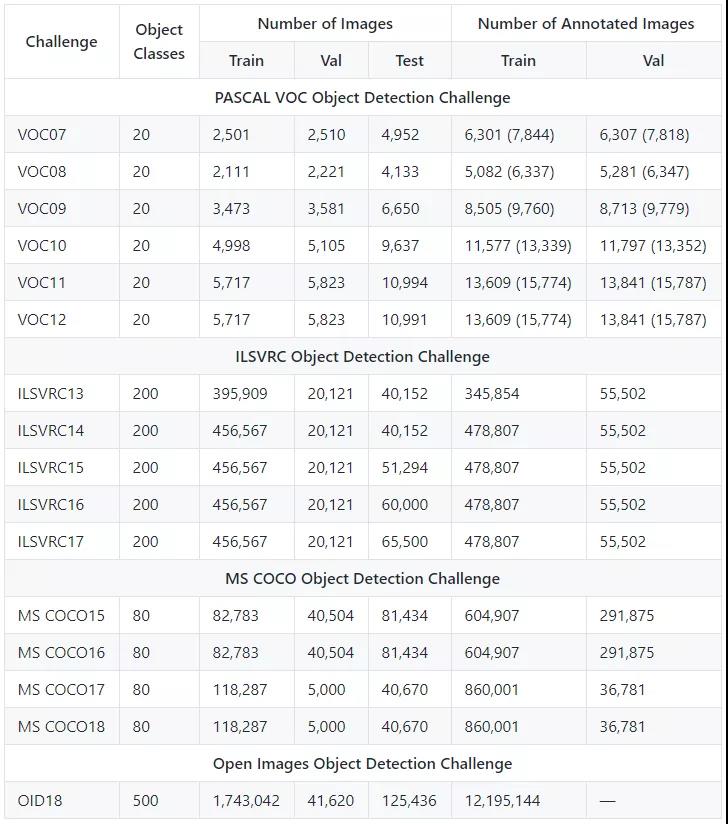 Challenge Object Classes Number of Images Number of Annotated Images
Train Val Test Train Val
PASCAL VOC Object Detection Challenge
VOC07 20 2,501 2,510 4,952 6,301 (7,844) 6,307 (7,818)
VOC08 20 2,111 2,221 4,133 5,082 (6,337) 5,281 (6,347)
VOC09 20 3,473 3,581 6,650 8,505 (9,760) 8,713 (9,779)
VOC10 20 4,998 5,105 9,637 11,577 (13,339) 11,797 (13,352)
VOC11 20 5,717 5,823 10,994 13,609 (15,774) 13,841 (15,787)
VOC12 20 5,717 5,823 10,991 13,609 (15,774) 13,841 (15,787)
ILSVRC Object Detection Challenge
ILSVRC13 200 395,909 20,121 40,152 345,854 55,502
ILSVRC14 200 456,567 20,121 40,152 478,807 55,502
ILSVRC15 200 456,567 20,121 51,294 478,807 55,502
ILSVRC16 200 456,567 20,121 60,000 478,807 55,502
ILSVRC17 200 456,567 20,121 65,500 478,807 55,502
MS COCO Object Detection Challenge
MS COCO15 80 82,783 40,504 81,434 604,907 291,875
MS COCO16 80 82,783 40,504 81,434 604,907 291,875
MS COCO17 80 118,287 5,000 40,670 860,001 36,781
MS COCO18 80 118,287 5,000 40,670 860,001 36,781
Open Images Object Detection Challenge
OID18 500 1,743,042 41,620 125,436 12,195,144 —